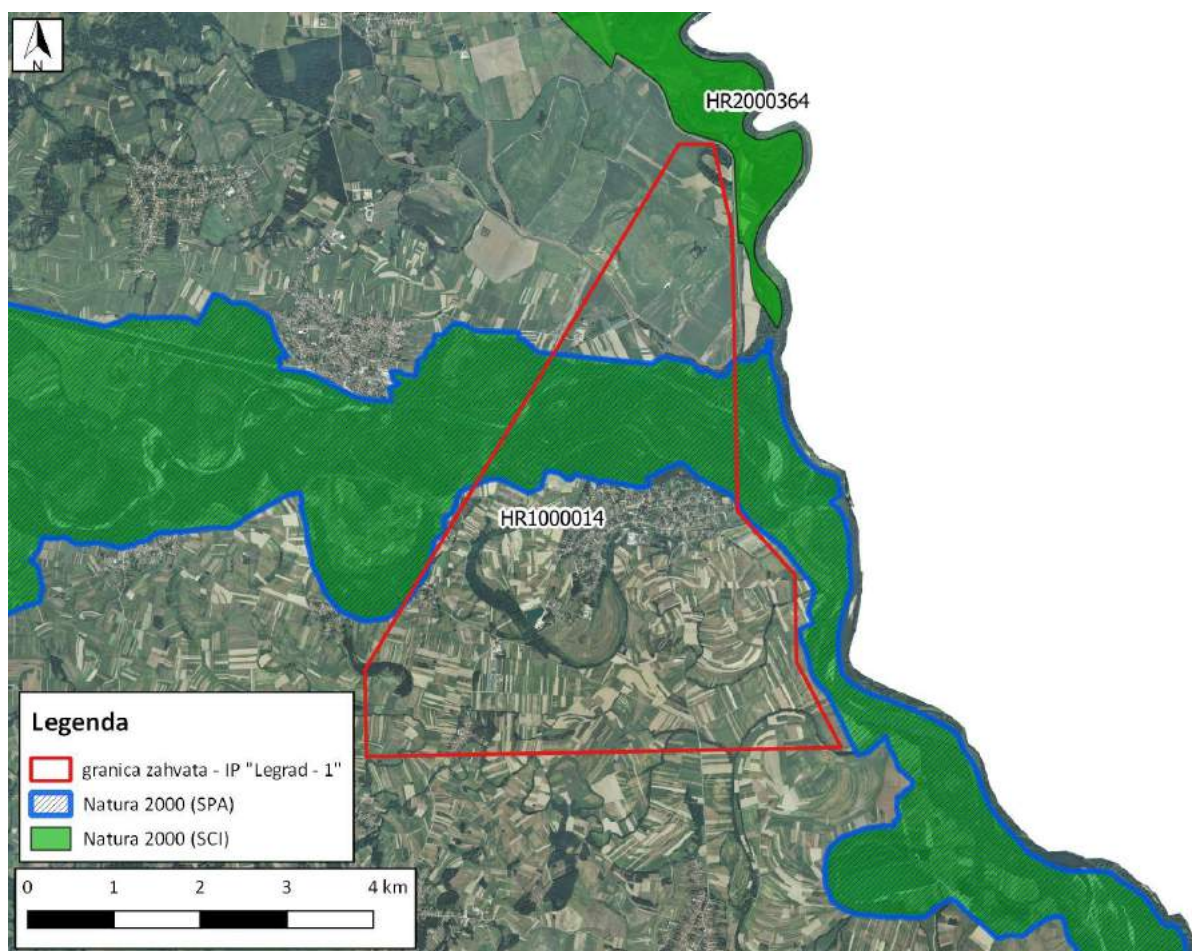 N
HR2000364
HR1000014
Legenda
granica zahvata - IP "Legrad - 1"
Natura 2000 (SPA)
Natura 2000 (SCI)
0 1 2 3 4 km